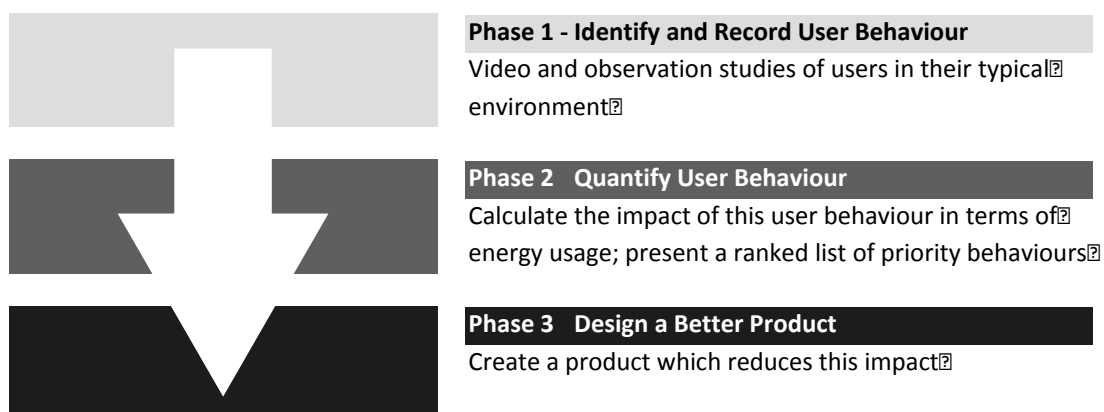 Phase 1 - Identify and Record User Behaviour
Video and observation studies of users in their typical
environment
Phase 2 Quantify User Behaviour
Calculate the impact of this user behaviour in terms of
energy usage; present a ranked list of priority behaviours
Phase 3 Design a Better Product
Create a product which reduces this impact